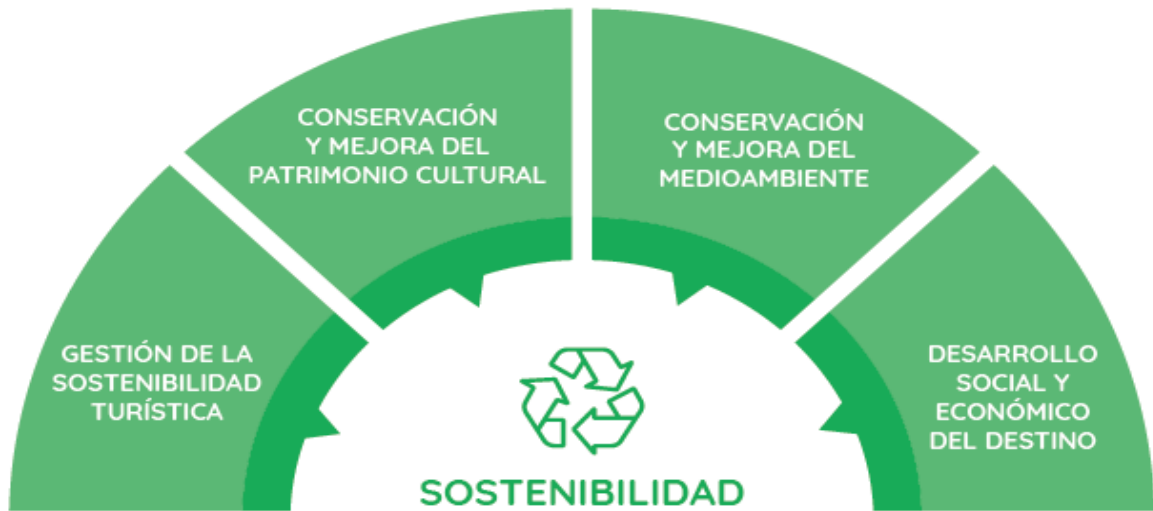 GESTIÓN DE LA
SOSTENIBILIDAD
TURÍSTICA
CONSERVACIÓN
Y MEJORA DEL
PATRIMONIO CULTURAL
CONSERVACIÓN
Y MEJORA DEL
MEDIOAMBIENTE
DESARROLLO
SOCIAL Y
ECONÓMICO
DEL DESTINO
SOSTENIBILIDAD